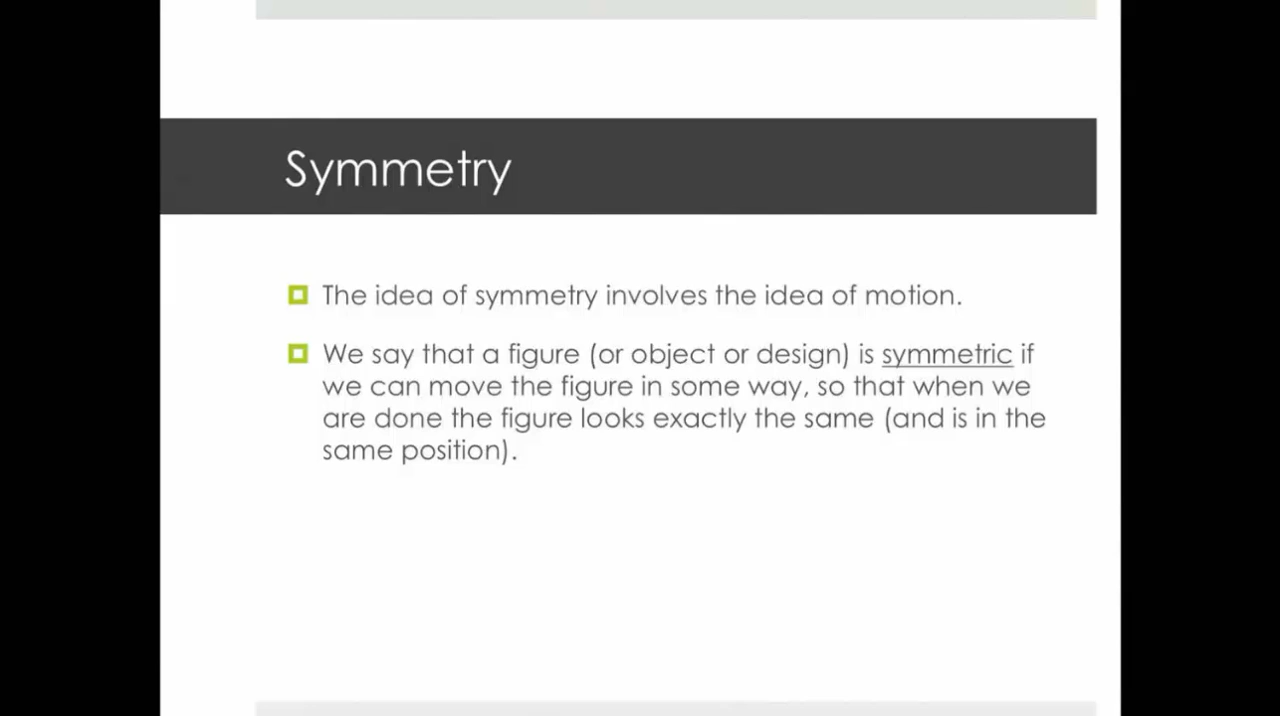 Symmetry
The idea of symmetry involves the idea of motion.
We say that a figure (or object or design) is symmetric if
we can move the figure in some way, so that when we
are done the figure looks exactly the same (and is in the
same position).